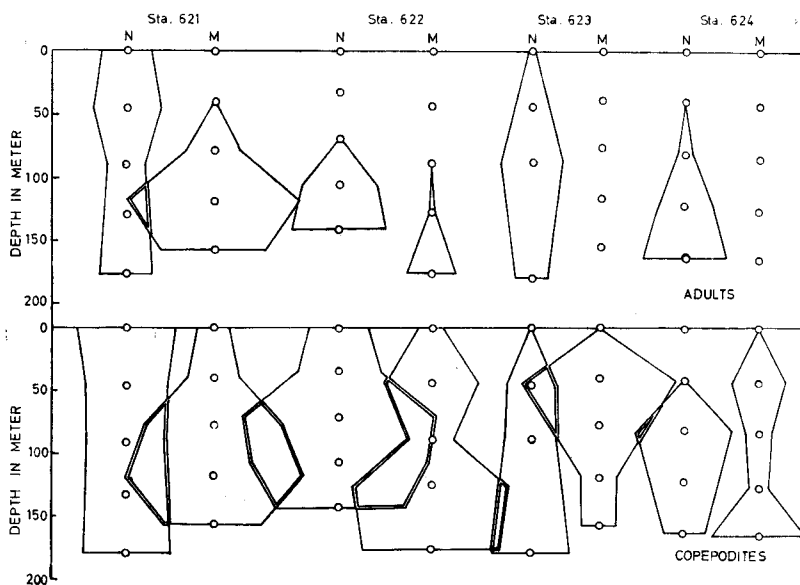 Sta. 621 Sta. 622 Sta. 623 Sta. 624
N M N M N M N M
0
50
100
150
200
DEPTH IN METER
ADULTS
0
50
100
150
200
DEPTH IN METER
COPEPODITES